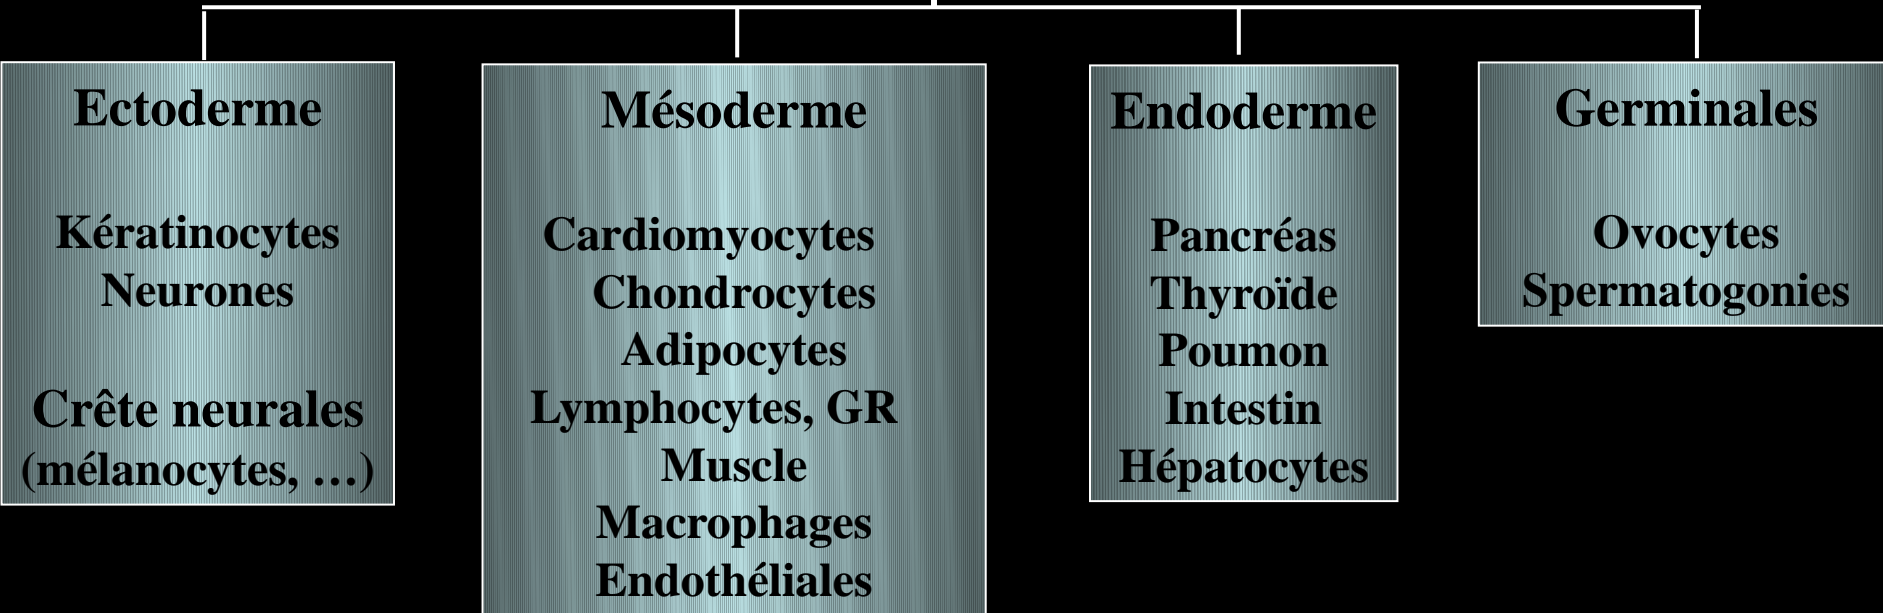 Ectoderme
Kératinocytes
Neurones
Crête neurales
(mélanocytes, …)
Mésoderme
Cardiomyocytes
Chondrocytes
Adipocytes
Lymphocytes, GR
Muscle
Macrophages
Endothéliales
Endoderme
Pancréas
Thyroïde
Poumon
Intestin
Hépatocytes
Germinales
Ovocytes
Spermatogonies